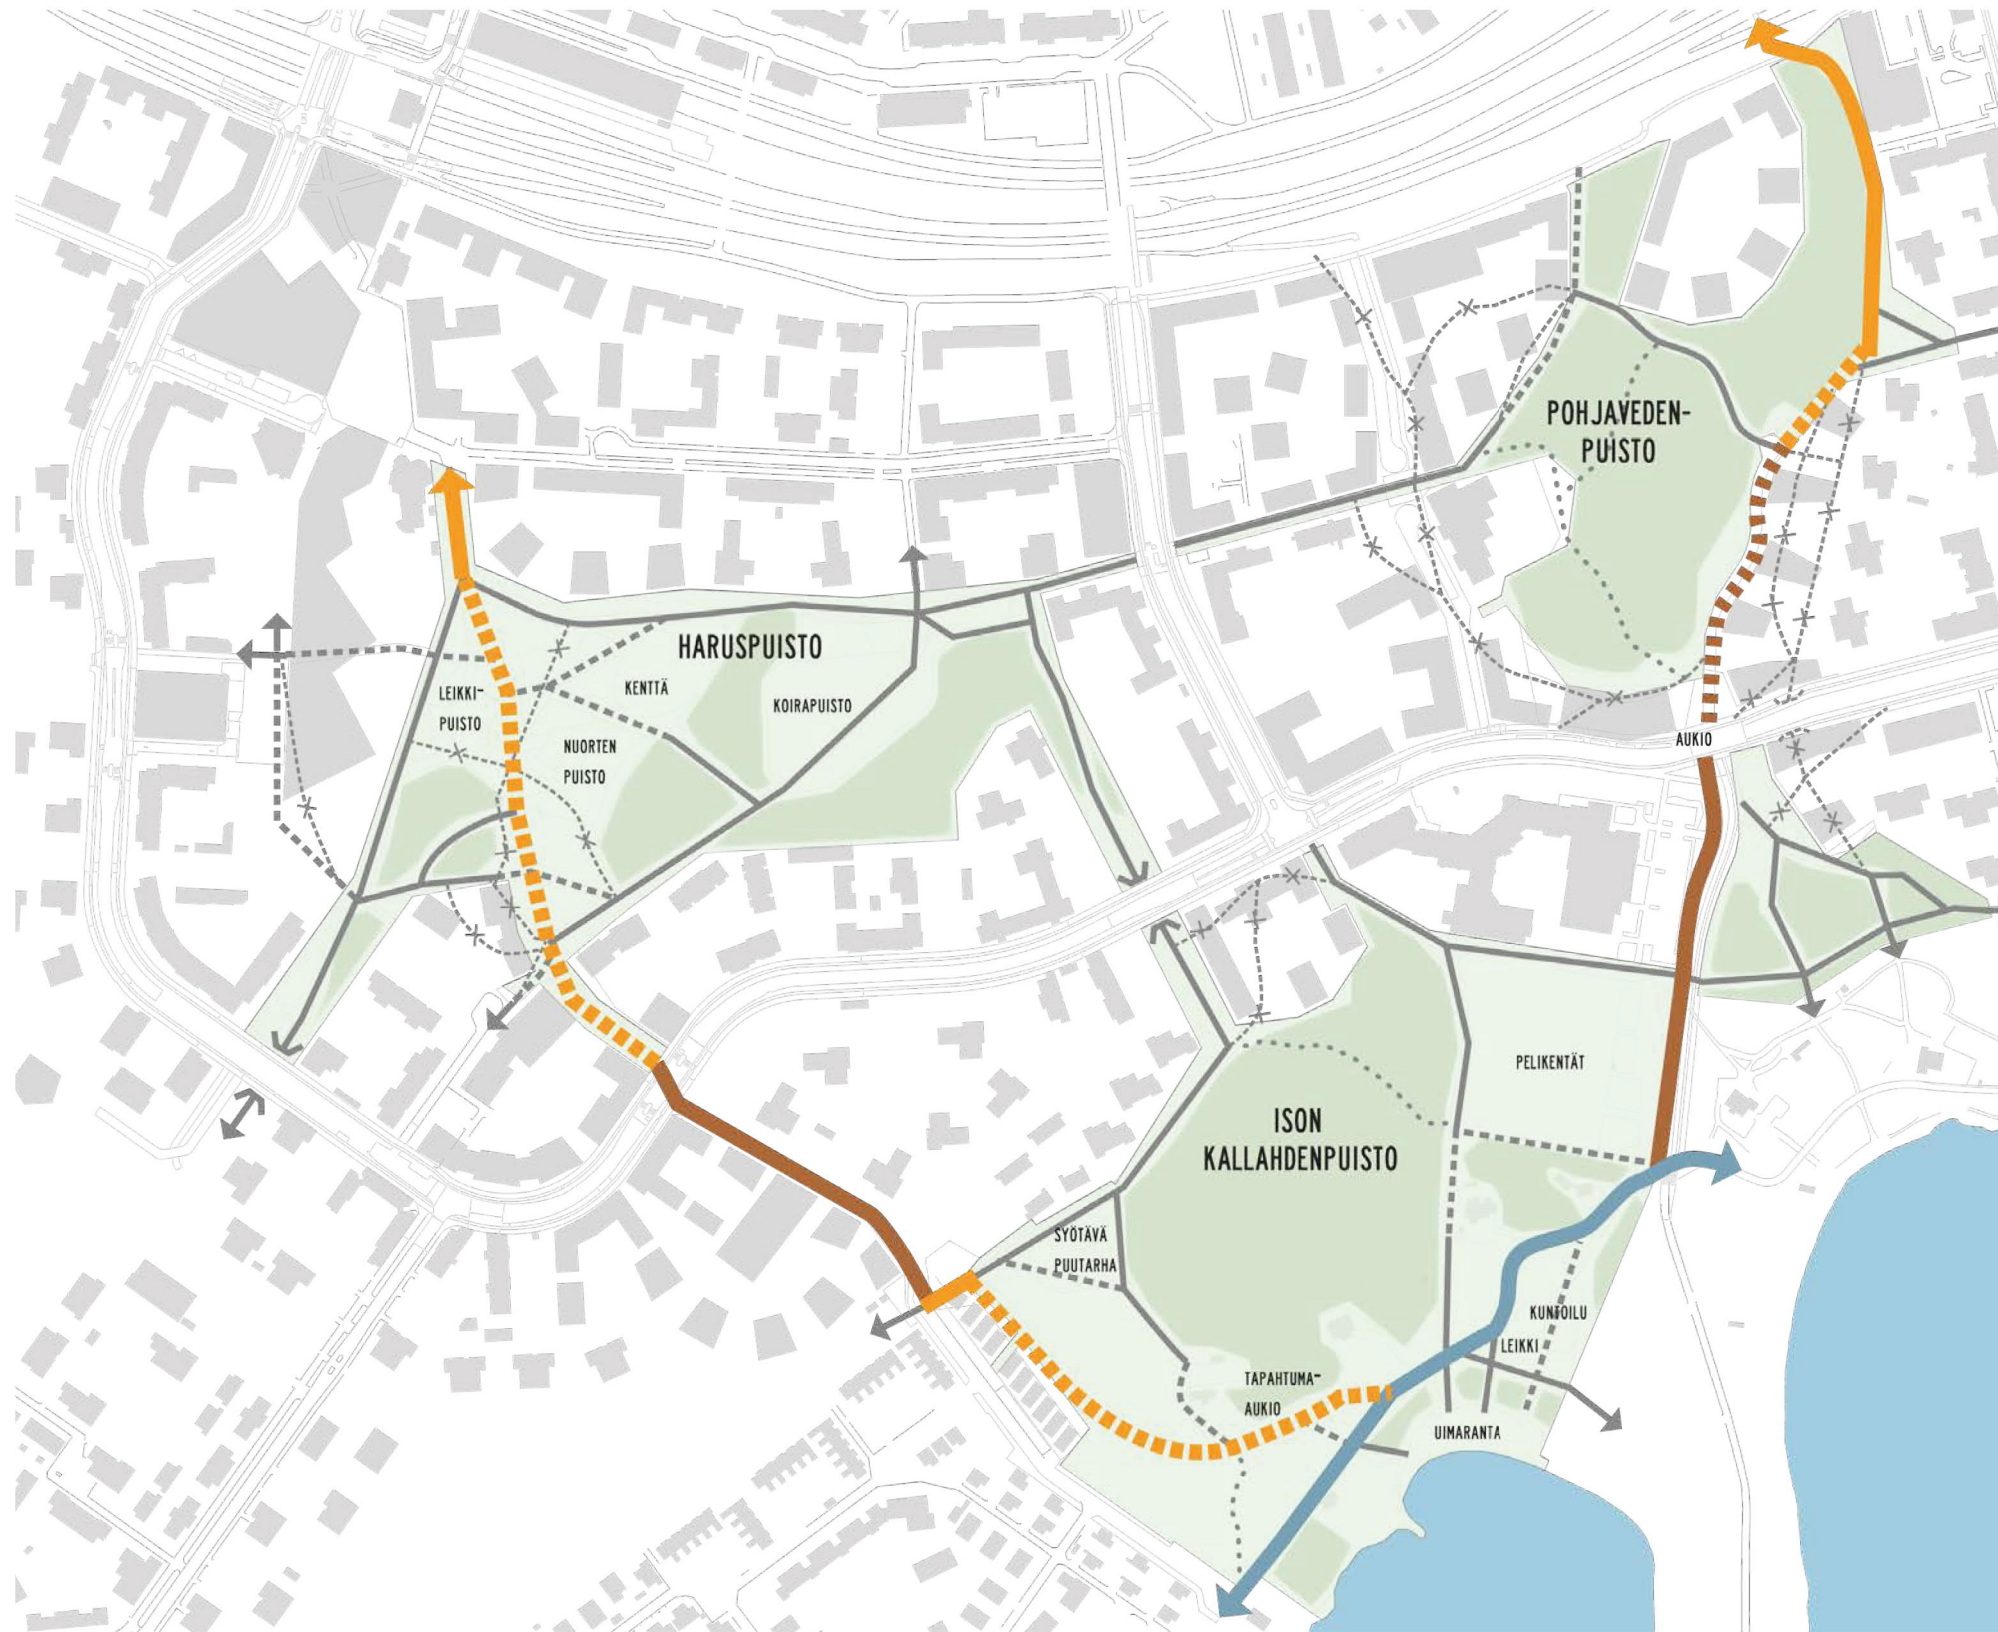 POHJAVEDEN-
PUISTO
HARUSPUISTO
KENTTÄ
KOIRAPUISTO
LEIKKI-
PUISTO
NUORTEN
PUISTO
AUKIO
PELIKENTÄT
ISON
KALLAHDENPUISTO
SYÖTÄVÄ
PUUTARHA
KUNTOILU
LEIKKI
TAPAHTUMA-
AUKIO
UIMARANTA